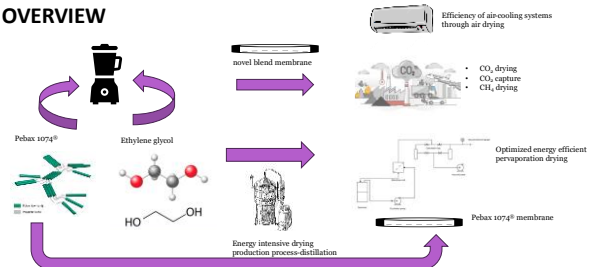 OVERVIEW
Efficiency of air-cooling systems
through air drying
novel blend membrane
CO₂
• CO₂ drying
• CO₂ capture
• CH₄ drying
Pebax 1074®
Ethylene glycol
HO
OH
Optimized energy efficient
pervaporation drying
Pebax 1074® membrane
Energy intensive drying
production process-distillation